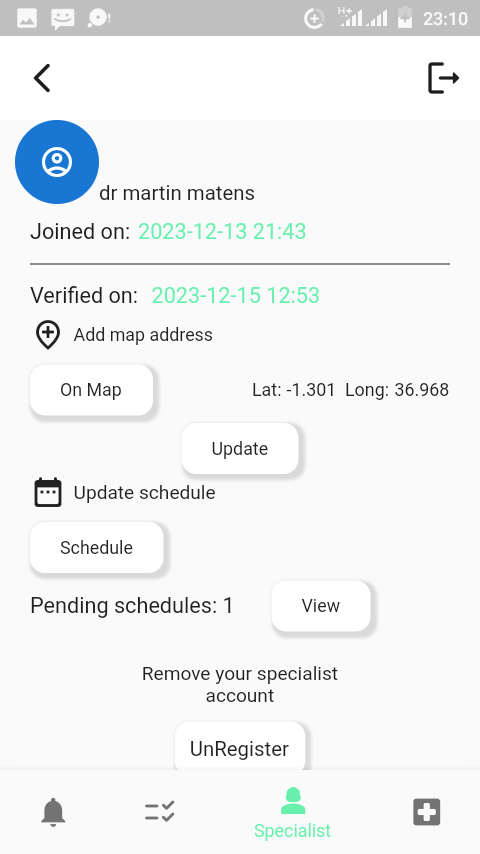 H+ 23:10
dr martin matens
Joined on: 2023-12-13 21:43
Verified on: 2023-12-15 12:53
Add map address
On Map Lat: -1.301 Long: 36.968
Update
Update schedule
Schedule
Pending schedules: 1 View
Remove your specialist
account
UnRegister
Specialist